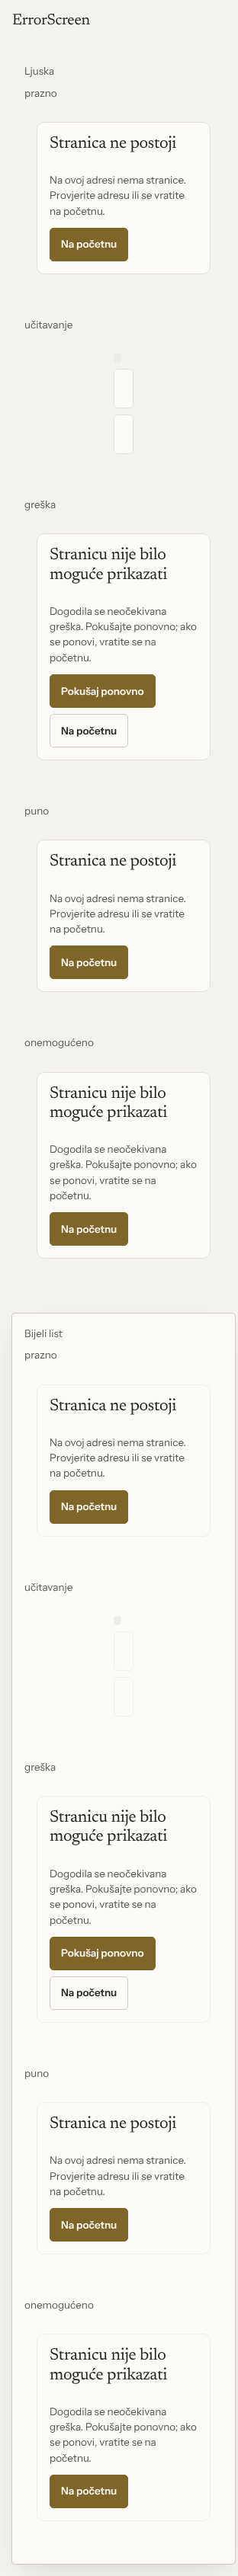 ErrorScreen
Ljuska
prazno
Stranica ne postoji
Na ovoj adresi nema stranice.
Provjerite adresu ili se vratite
na početnu.
Na početnu
učitavanje
greška
Stranicu nije bilo
moguće prikazati
Dogodila se neočekivana
greška. Pokušajte ponovno; ako
se ponovi, vratite se na
početnu.
Pokušaj ponovno
Na početnu
puno
Stranica ne postoji
Na ovoj adresi nema stranice.
Provjerite adresu ili se vratite
na početnu.
Na početnu
onemogućeno
Stranicu nije bilo
moguće prikazati
Dogodila se neočekivana
greška. Pokušajte ponovno; ako
se ponovi, vratite se na
početnu.
Na početnu
Bijeli list
prazno
Stranica ne postoji
Na ovoj adresi nema stranice.
Provjerite adresu ili se vratite
na početnu.
Na početnu
učitavanje
greška
Stranicu nije bilo
moguće prikazati
Dogodila se neočekivana
greška. Pokušajte ponovno; ako
se ponovi, vratite se na
početnu.
Pokušaj ponovno
Na početnu
puno
Stranica ne postoji
Na ovoj adresi nema stranice.
Provjerite adresu ili se vratite
na početnu.
Na početnu
onemogućeno
Stranicu nije bilo
moguće prikazati
Dogodila se neočekivana
greška. Pokušajte ponovno; ako
se ponovi, vratite se na
početnu.
Na početnu